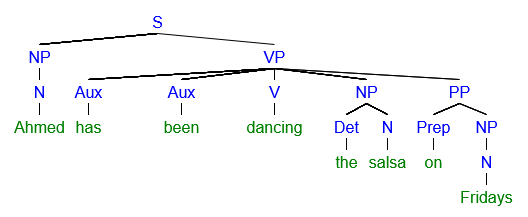 S
NP VP
N Aux Aux V NP PP
Ahmed has been dancing Det N Prep NP
the salsa on N
Fridays